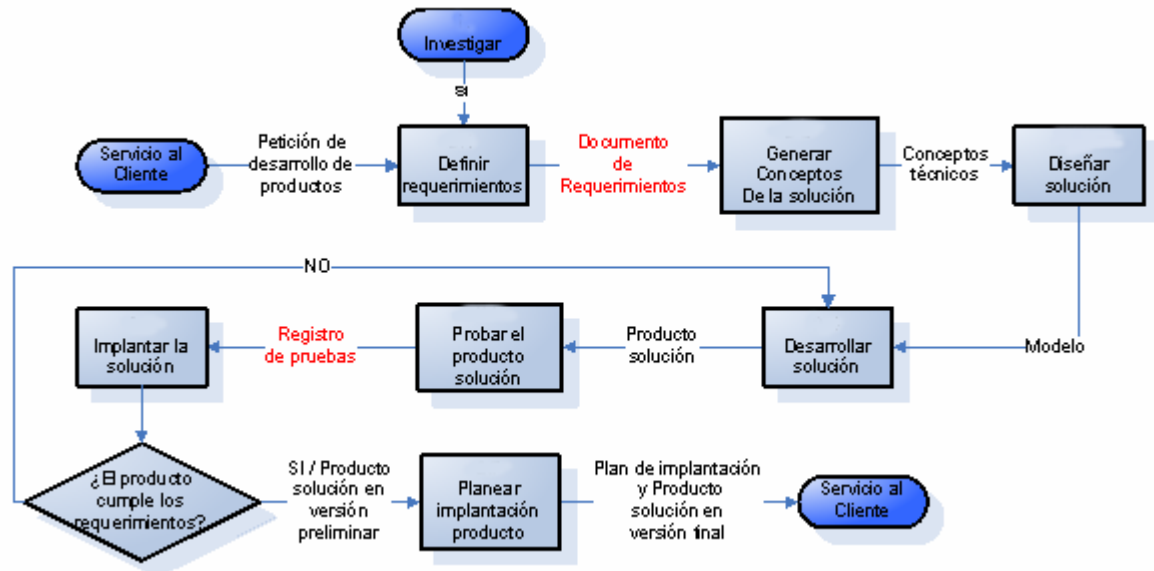 Investigar
SI
Servicio al
Cliente
Petición de
desarrollo de
productos
Definir
requerimientos
Documento
de
Requerimientos
Generar
Conceptos
De la solución
Conceptos
técnicos
Diseñar
solución
NO
Implantar la
solución
Registro
de pruebas
Probar el
producto
solución
Producto
solución
Desarrollar
solución
Modelo
¿El producto
cumple los
requerimientos?
SI / Producto
solución en
versión
preliminar
Planear
implantación
producto
Plan de implantación
y Producto
solución en
versión final
Servicio al
Cliente